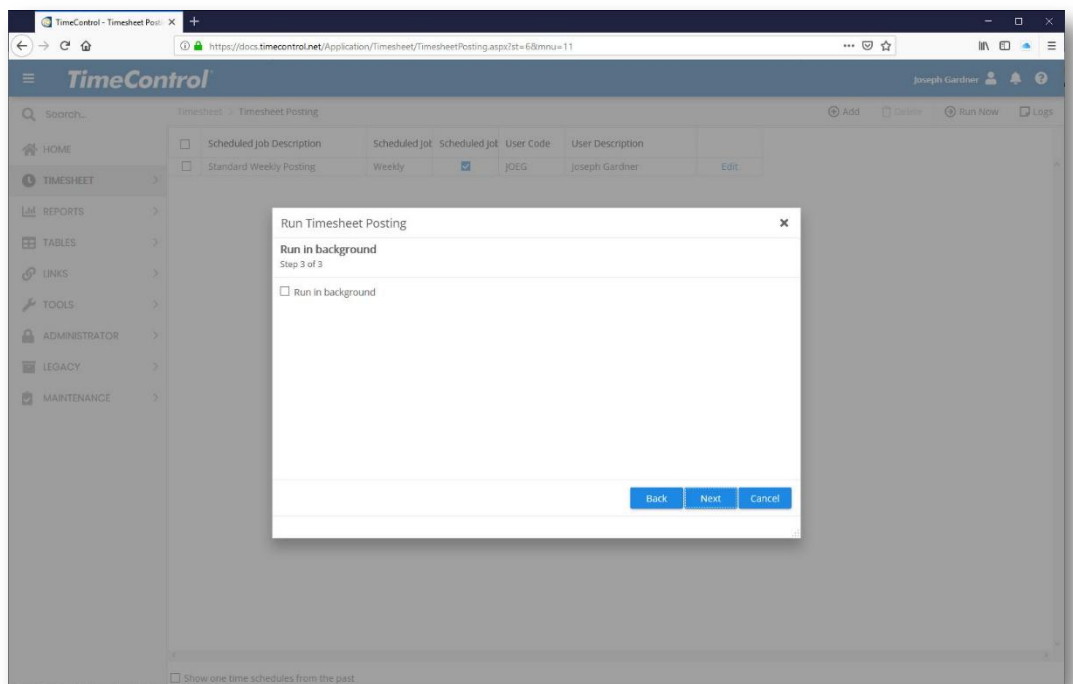 TimeControl - Timesheet Post
https://docs.timecontrol.net/Application/Timesheet/TimesheetPosting.aspx?st=6&mnu=11
TimeControl
Joseph Gardner
Search...
Timesheet > Timesheet Posting
Add Delete Run Now Logs
HOME
TIMESHEET
REPORTS
TABLES
LINKS
TOOLS
ADMINISTRATOR
LEGACY
MAINTENANCE
Scheduled Job Description Scheduled Job Scheduled Job User Code User Description
Standard Weekly Posting Weekly JOEG Joseph Gardner Edit
Run Timesheet Posting
Run in background
Step 3 of 3
Run in background
Back Next Cancel
Show one time schedules from the past